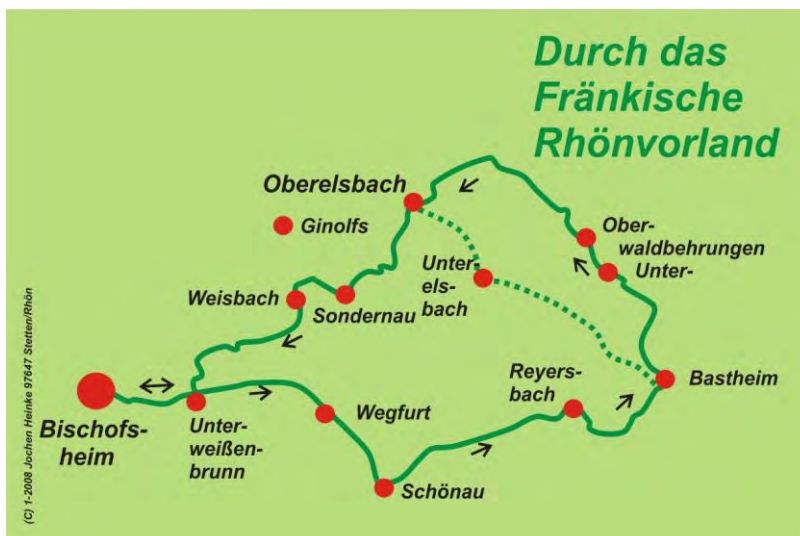 Durch das
Fränkische
Rhönvorland
Oberelsbach
Ginolfs
Ober-
waldbehrungen
Unter-
Unter-
els-
bach
Weisbach
Sondernau
Reyers-
bach
Bastheim
Bischofs-
heim
Unter-
weißen-
brunn
Wegfurt
Schönau
(C) 1-2008 Jochen Heinke 97647 Stetten/Rhön